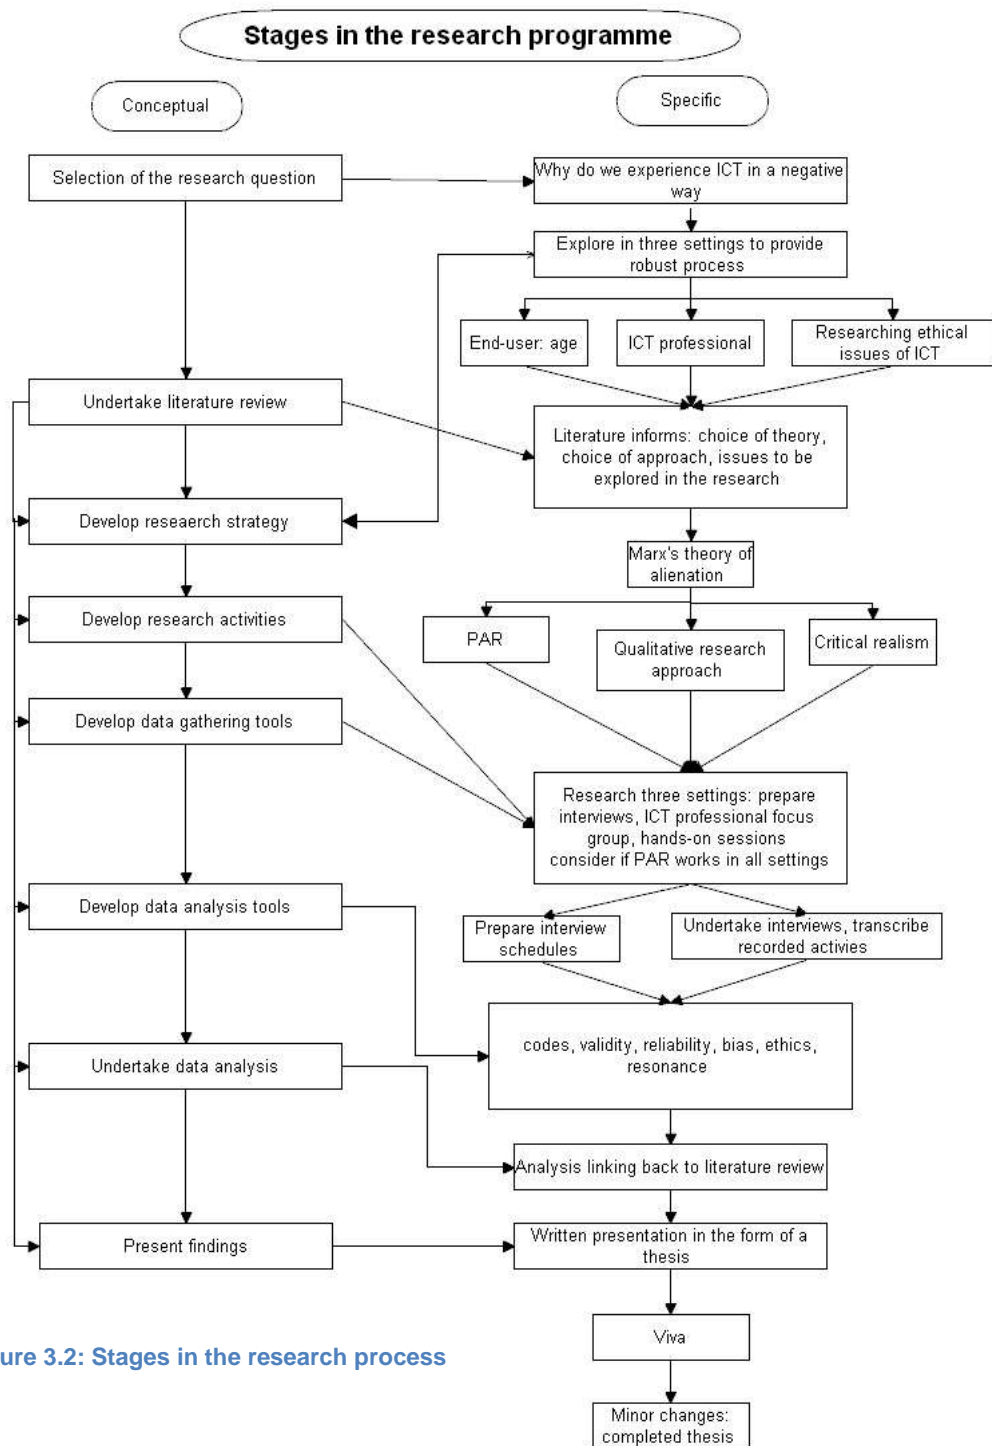 Stages in the research programme
Conceptual
Specific
Selection of the research question
Why do we experience ICT in a negative
way
Explore in three settings to provide
robust process
End-user: age
ICT professional
Researching ethical
issues of ICT
Undertake literature review
Literature informs: choice of theory,
choice of approach, issues to be
explored in the research
Develop reseaerch strategy
Marx's theory of
alienation
Develop research activities
PAR
Qualitative research
approach
Critical realism
Develop data gathering tools
Research three settings: prepare
interviews, ICT professional focus
group, hands-on sessions
consider if PAR works in all settings
Develop data analysis tools
Prepare interview
schedules
Undertake interviews, transcribe
recorded activies
codes, validity, reliability, bias, ethics,
resonance
Undertake data analysis
Analysis linking back to literature review
Present findings
Written presentation in the form of a
thesis
Viva
ure 3.2: Stages in the research process
Minor changes:
completed thesis